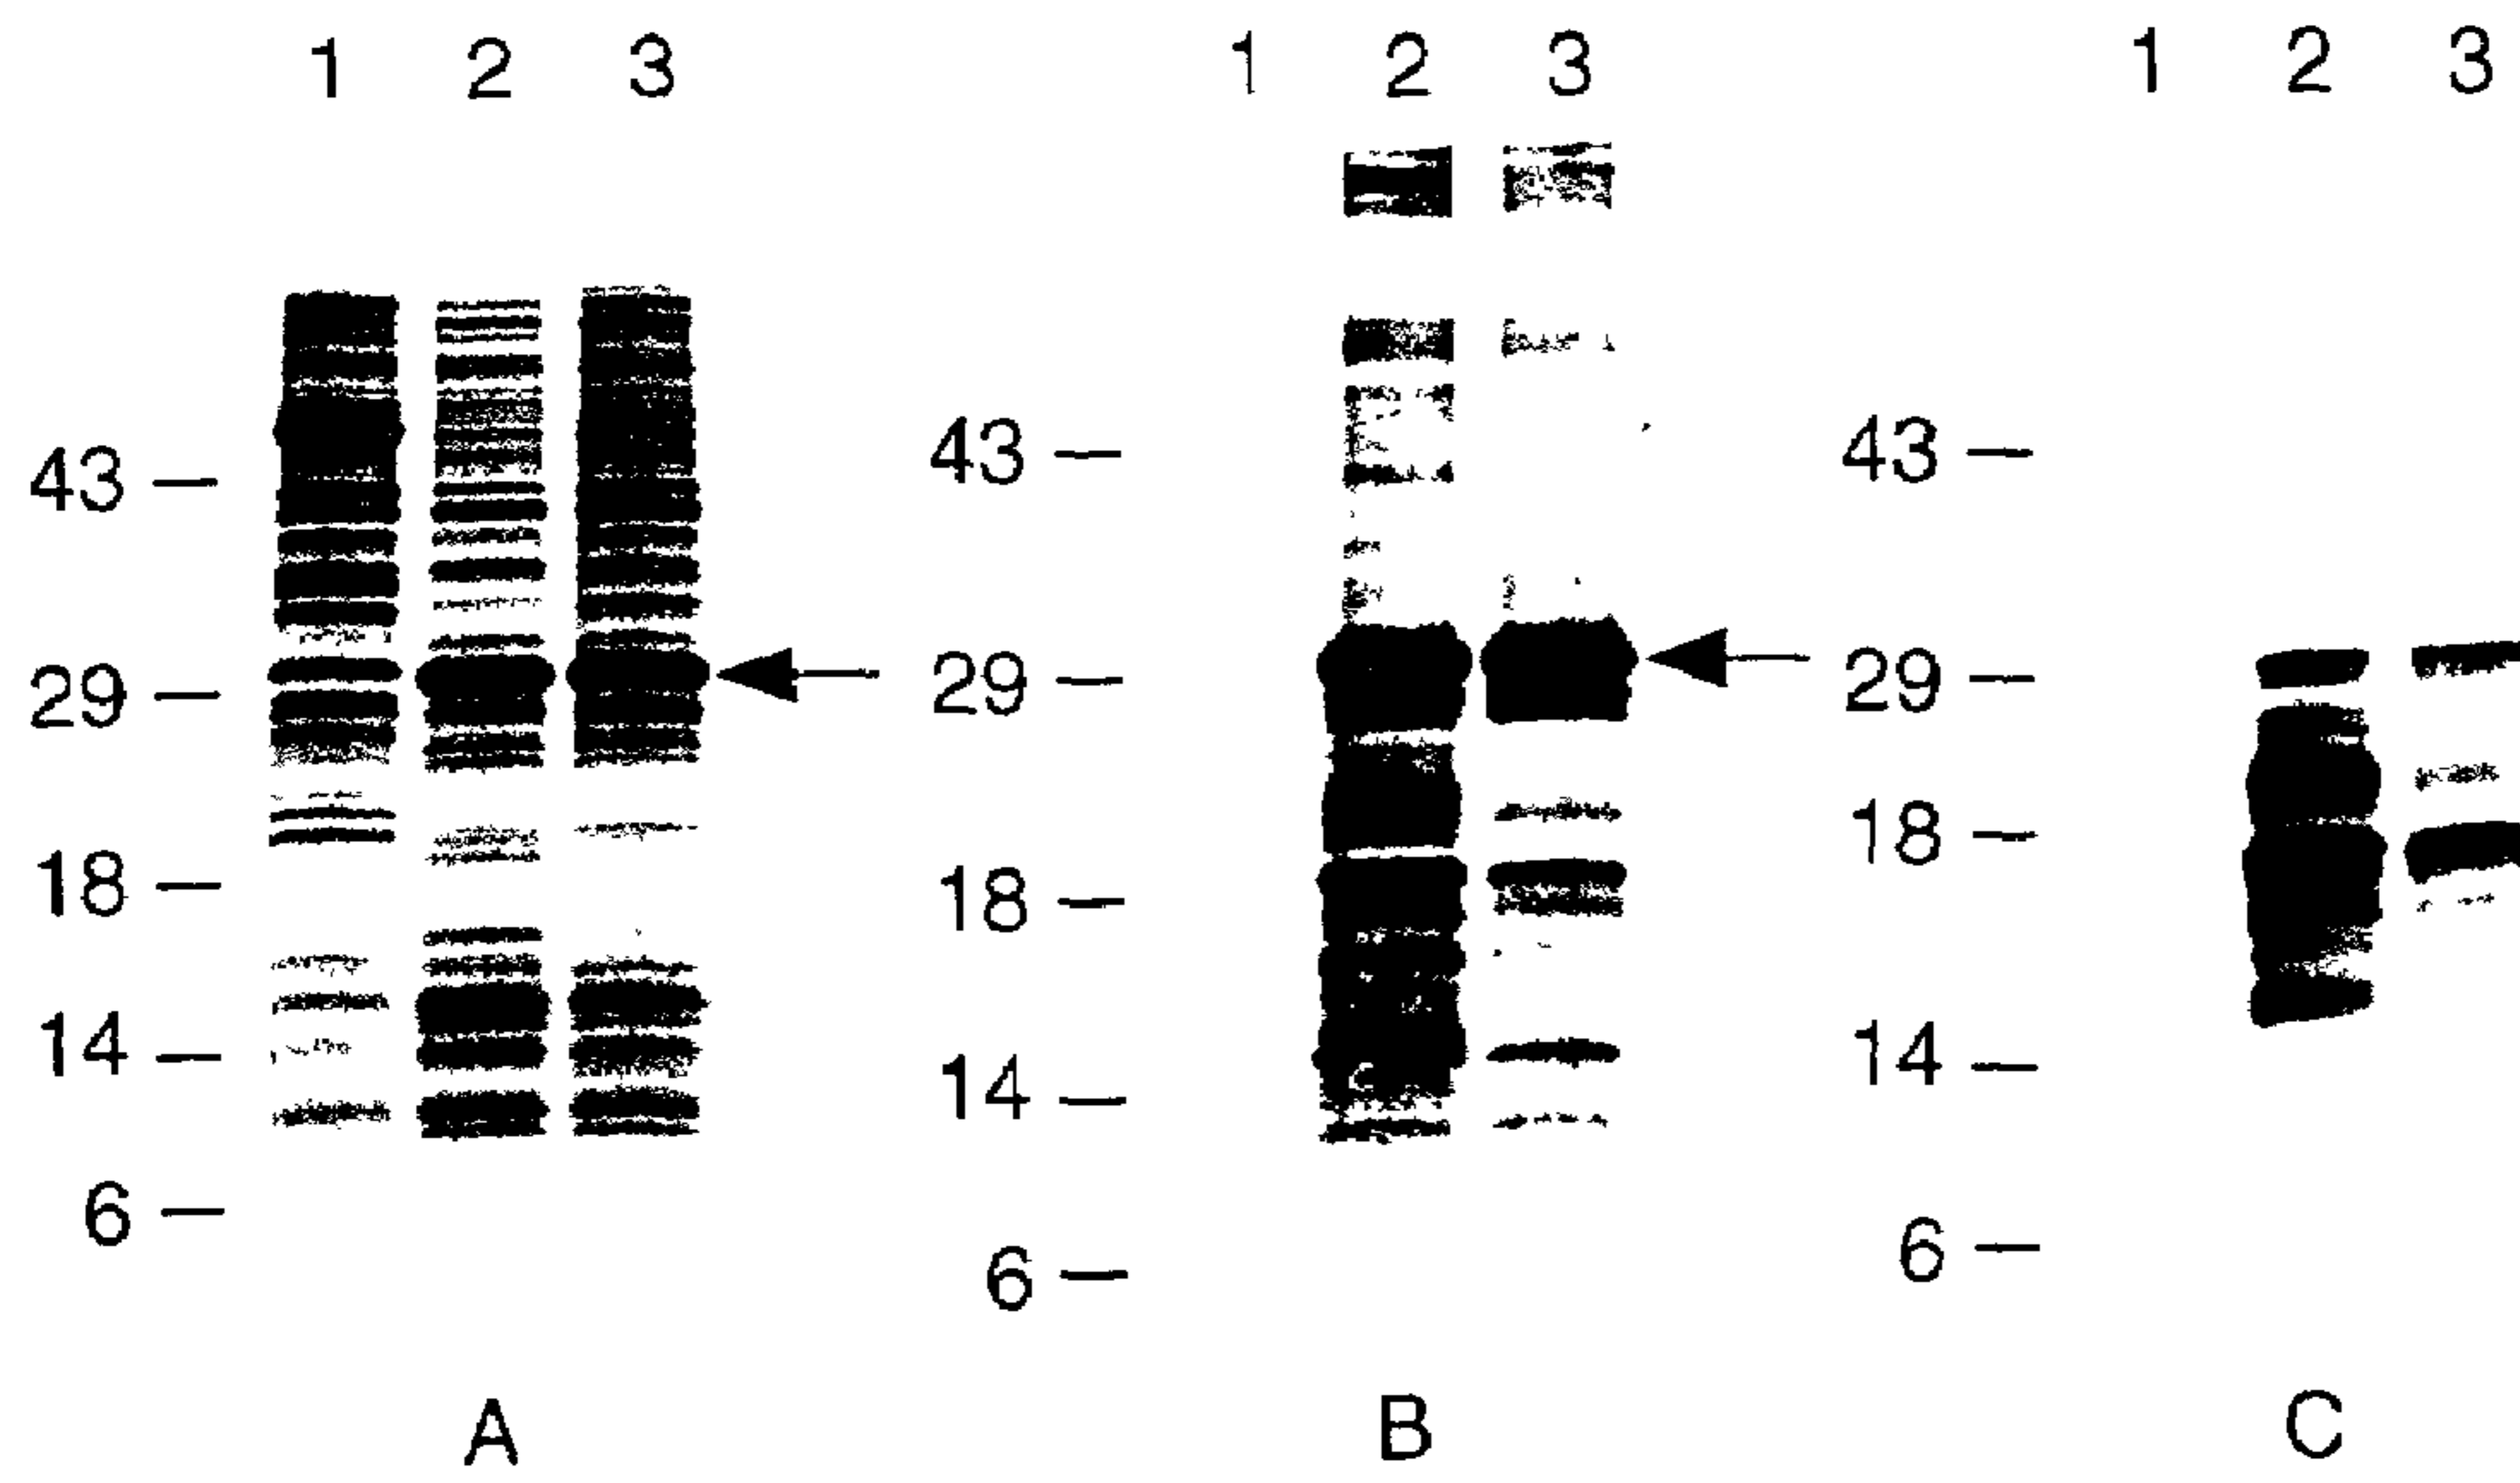 1 2 3 1 2 3 1 2 3
43 — 43 — 43 —
29 — 29 — 29 —
18 — 18 — 18 —
14 — 14 — 14 —
6 — 6 — 6 —
A B C